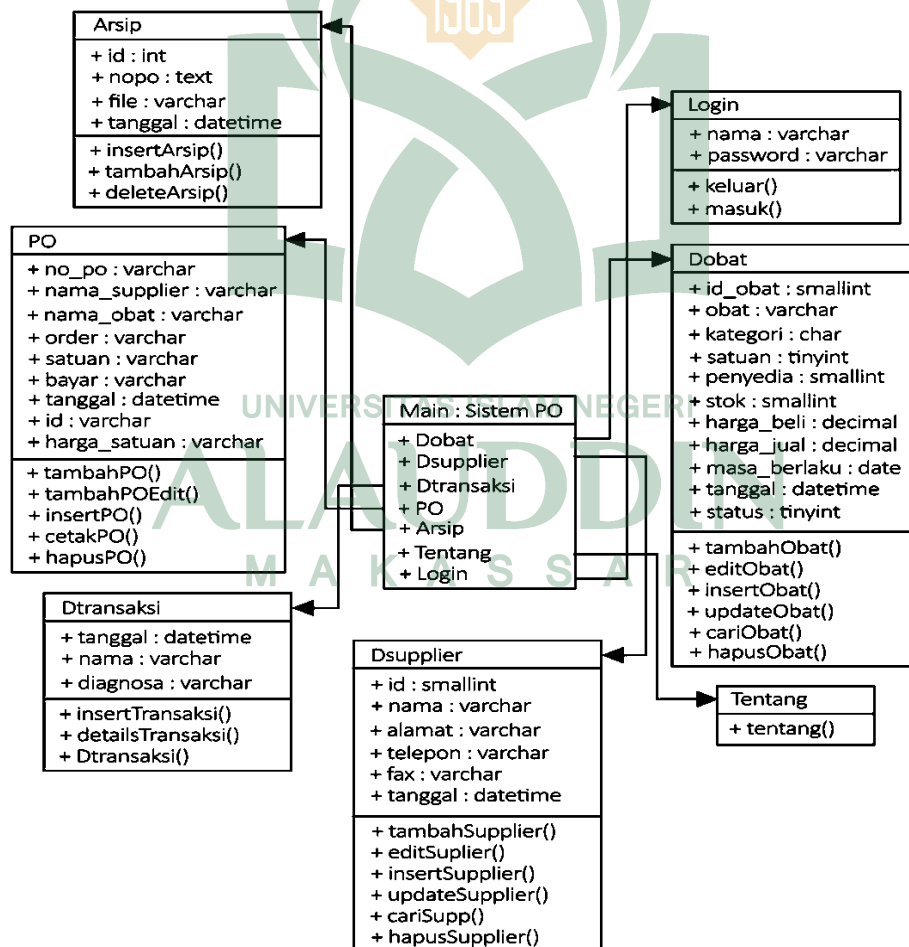 1965
Arsip
+ id : int
+ nopo : text
+ file : varchar
+ tanggal : datetime
+ insertArsip()
+ tambahArsip()
+ deleteArsip()
Login
+ nama : varchar
+ password : varchar
+ keluar()
+ masuk()
PO
+ no_po : varchar
+ nama_supplier : varchar
+ nama_obat : varchar
+ order : varchar
+ satuan : varchar
+ bayar : varchar
+ tanggal : datetime
+ id : varchar
+ harga_satuan : varchar
+ tambahPO()
+ tambahPOEdit()
+ insertPO()
+ cetakPO()
+ hapusPO()
Dobat
+ id_obat : smallint
+ obat : varchar
+ kategori : char
+ satuan : tinyint
+ penyedia : smallint
+ stok : smallint
+ harga_beli : decimal
+ harga_jual : decimal
+ masa_berlaku : date
+ tanggal : datetime
+ status : tinyint
+ tambahObat()
+ editObat()
+ insertObat()
+ updateObat()
+ cariObat()
+ hapusObat()
Main : Sistem PO
+ Dobat
+ Dsupplier
+ Dtransaksi
+ PO
+ Arsip
+ Tentang
+ Login
UNIVERSITAS ISLAM NEGERI
ALAUDDIN
MAKASSAR
Dtransaksi
+ tanggal : datetime
+ nama : varchar
+ diagnosa : varchar
+ insertTransaksi()
+ detailsTransaksi()
+ Dtransaksi()
Dsupplier
+ id : smallint
+ nama : varchar
+ alamat : varchar
+ telepon : varchar
+ fax : varchar
+ tanggal : datetime
+ tambahSupplier()
+ editSuplier()
+ insertSupplier()
+ updateSupplier()
+ cariSupp()
+ hapusSupplier()
Tentang
+ tentang()